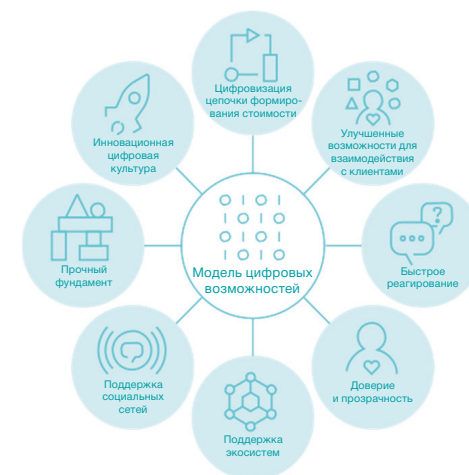 Цифровизация
цепочки формиро-
вания стоимости
Улучшенные
возможности для
взаимодействия
с клиентами
Быстрое
реагирование
Доверие
и прозрачность
Поддержка
экосистем
Поддержка
социальных
сетей
Прочный
фундамент
Инновационная
цифровая
культура
Модель цифровых
возможностей